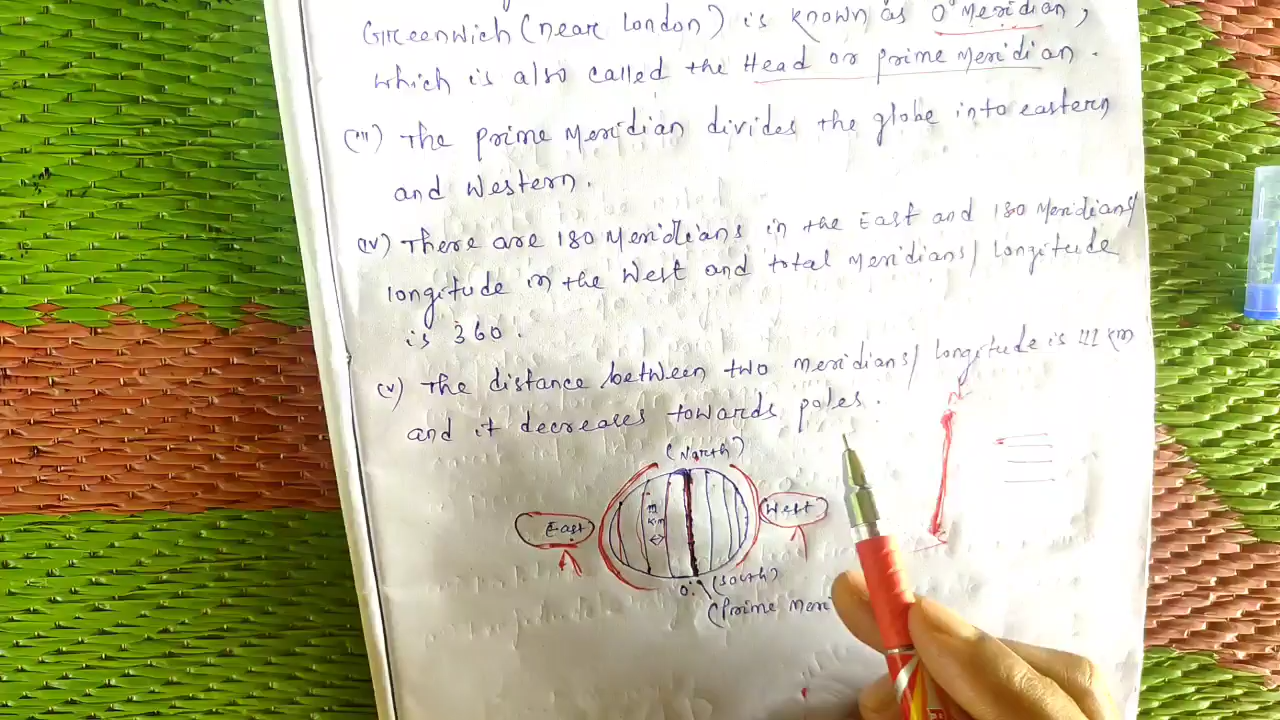 Greenwich (near London) is known as 0° Meridian,
which is also called the Head or prime Meridian.
(iii) The prime Meridian divides the globe into eastern
and Western.
(iv) There are 180 Meridians in the East and 180 Meridians/
longitude in the West and total Meridians/ longitude
is 360.
(v) The distance between two meridians/ longitude is 111 km
and it decreases towards poles.
N
(North)
East
West
111
km
0°
(South)
(Prime Meri